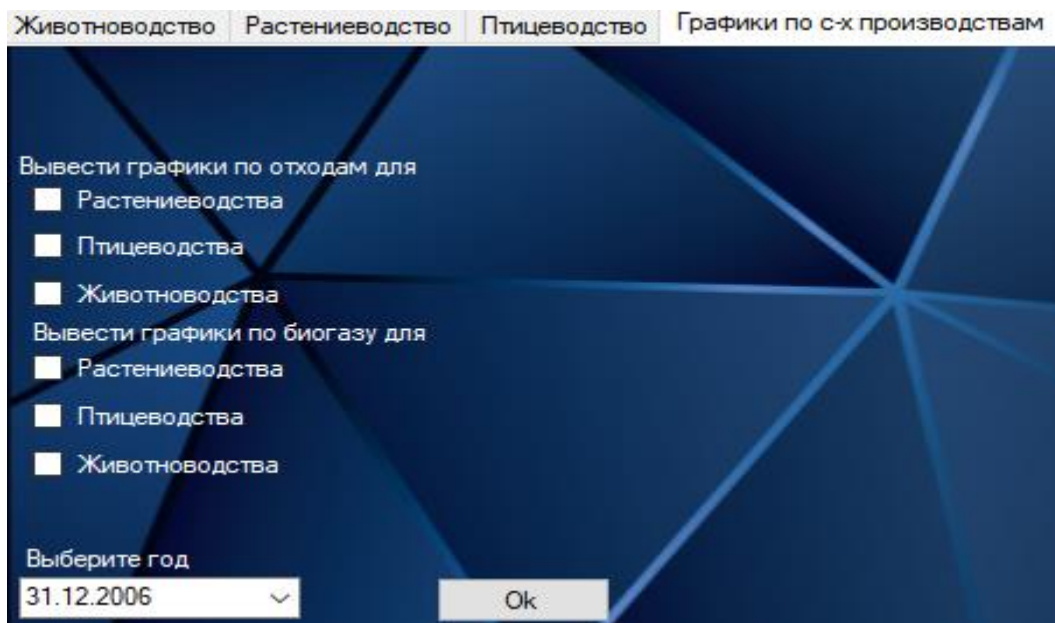 Животноводство Растениеводство Птицеводство Графики по с-х производствам
Вывести графики по отходам для
Растениеводства
Птицеводства
Животноводства
Вывести графики по биогазу для
Растениеводства
Птицеводства
Животноводства
Выберите год
31.12.2006
Ok